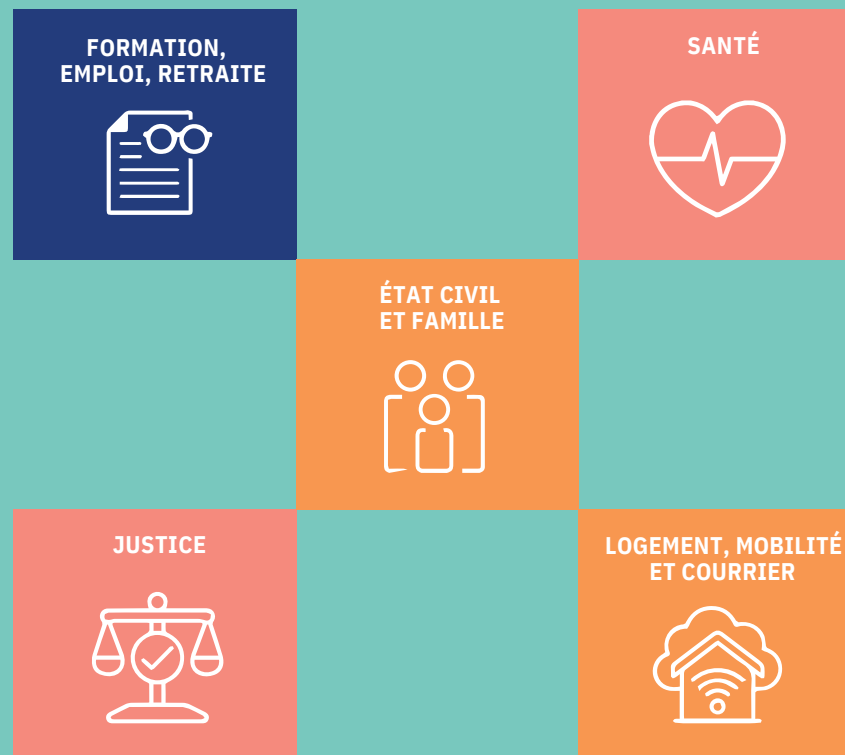 FORMATION,
EMPLOI, RETRAITE
SANTÉ
ÉTAT CIVIL
ET FAMILLE
JUSTICE
LOGEMENT, MOBILITÉ
ET COURRIER